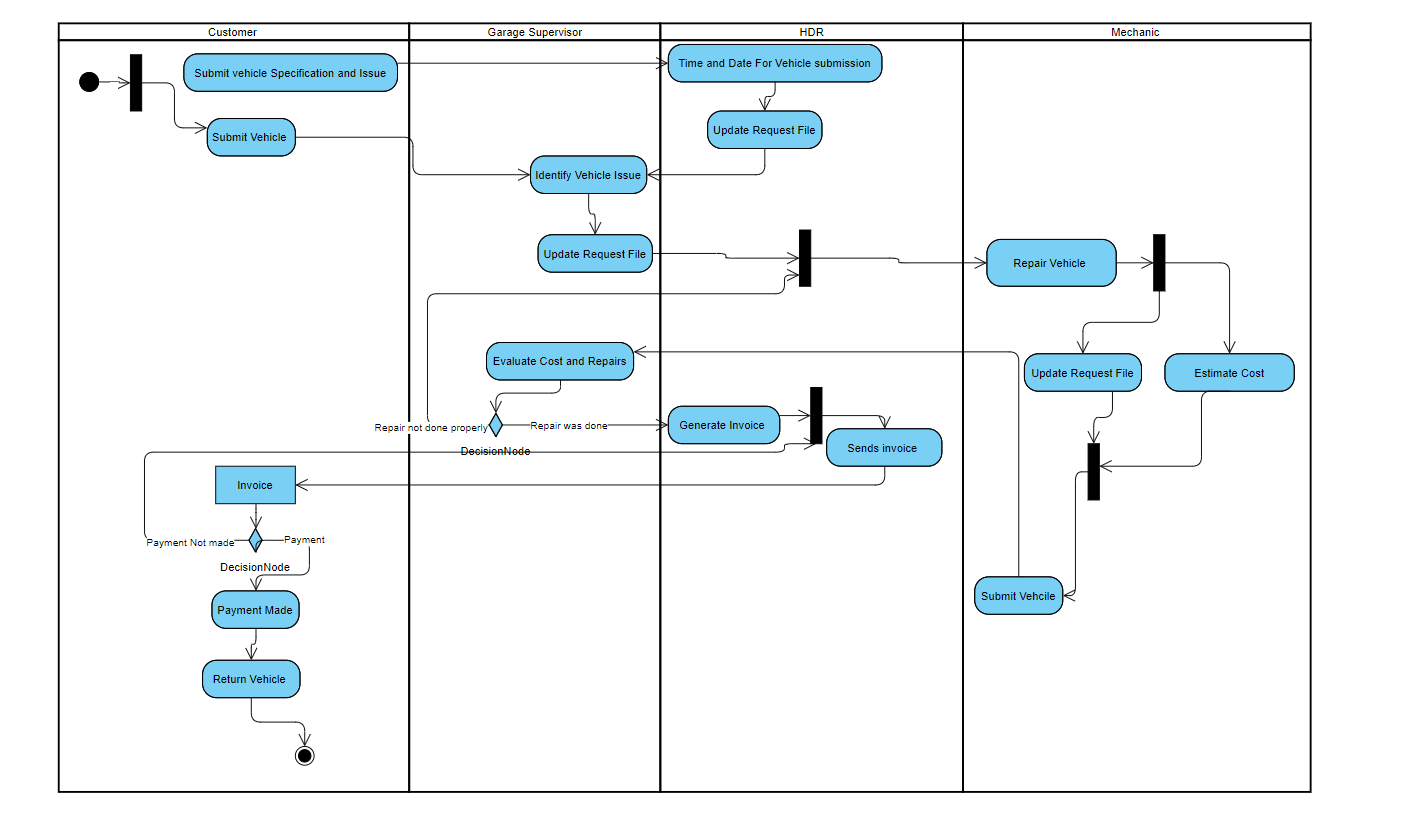 Customer
Garage Supervisor
HDR
Mechanic
Submit vehicle Specification and Issue
Time and Date For Vehicle submission
Submit Vehicle
Update Request File
Identify Vehicle Issue
Update Request File
Repair Vehicle
Evaluate Cost and Repairs
Update Request File
Estimate Cost
Repair not done properly
Repair was done
Generate Invoice
DecisionNode
Sends invoice
Invoice
Payment Not made
Payment
DecisionNode
Submit Vehcile
Payment Made
Return Vehicle